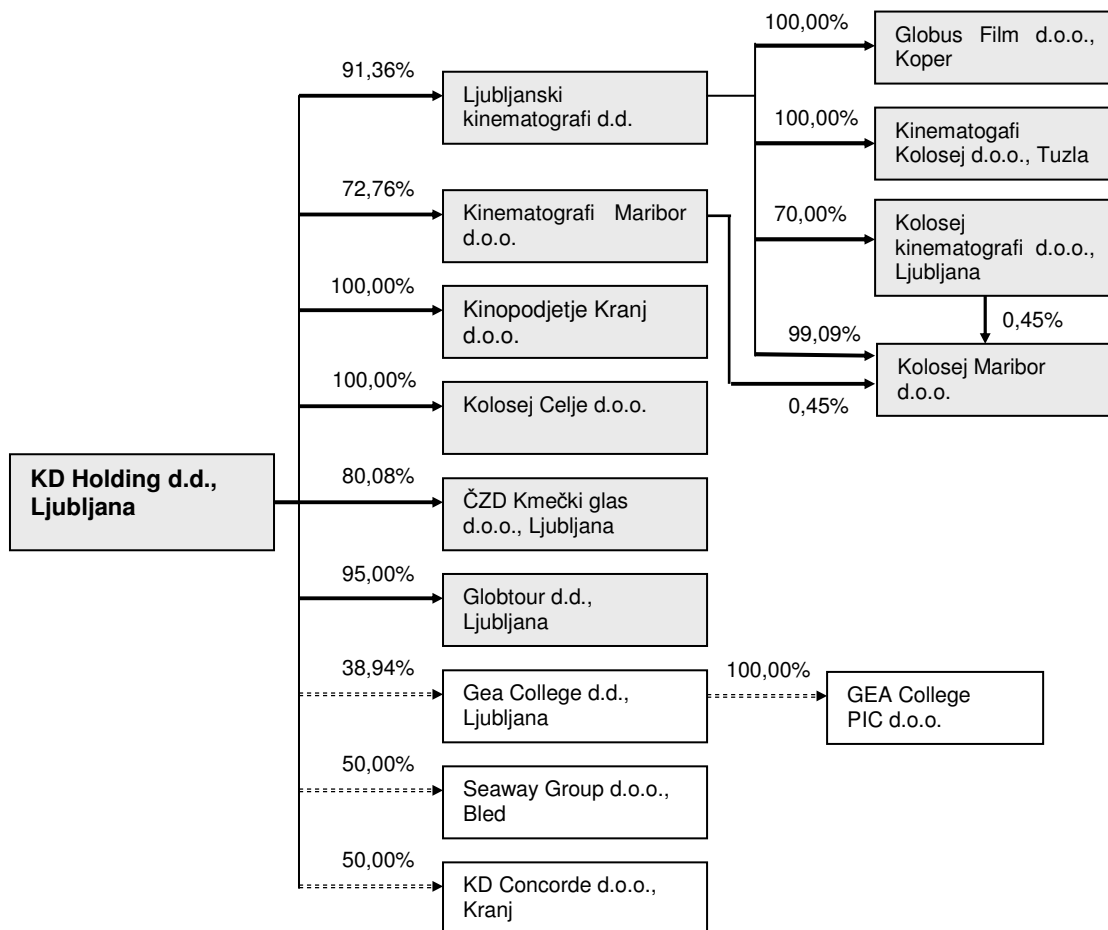 100,00%
Globus Film d.o.o.,
Koper
91,36%
Ljubljanski
kinematografi d.d.
100,00%
Kinematogafi
Kolosej d.o.o., Tuzla
72,76%
Kinematografi Maribor
d.o.o.
70,00%
Kolosej
kinematografi d.o.o.,
Ljubljana
100,00%
Kinopodjetje Kranj
d.o.o.
99,09%
0,45%
Kolosej Maribor
d.o.o.
0,45%
100,00%
Kolosej Celje d.o.o.
KD Holding d.d.,
Ljubljana
80,08%
ČZD Kmečki glas
d.o.o., Ljubljana
95,00%
Globtour d.d.,
Ljubljana
38,94%
Gea College d.d.,
Ljubljana
100,00%
GEA College
PIC d.o.o.
50,00%
Seaway Group d.o.o.,
Bled
50,00%
KD Concorde d.o.o.,
Kranj